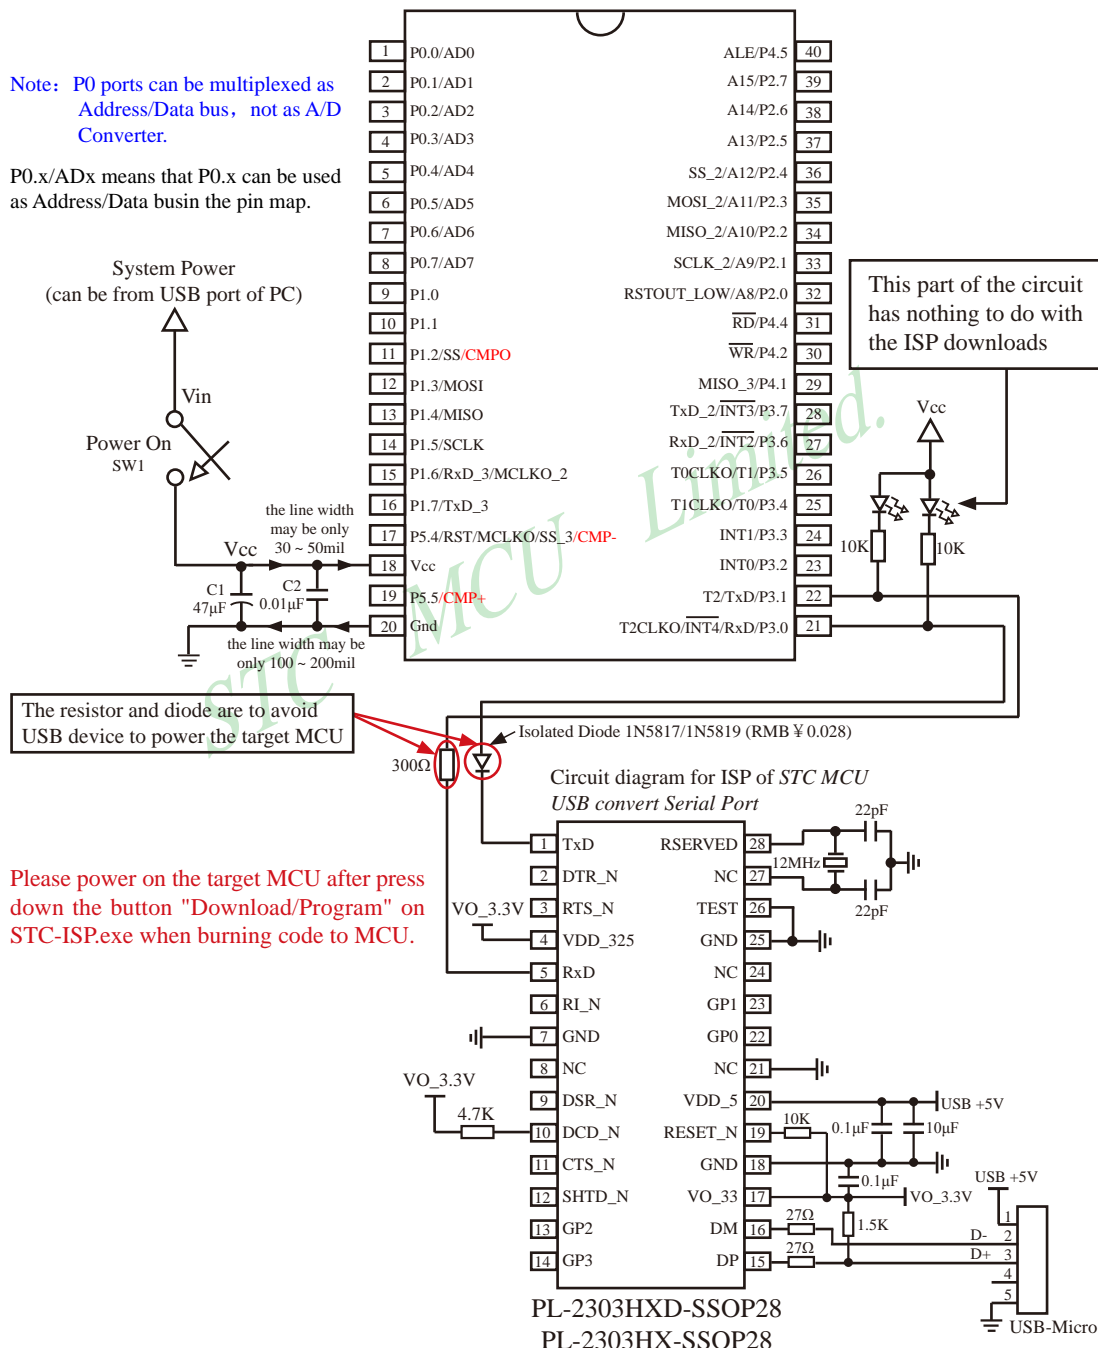 Note： P0 ports can be multiplexed as
Address/Data bus， not as A/D
Converter.
P0.x/ADx means that P0.x can be used
as Address/Data busin the pin map.
System Power
(can be from USB port of PC)
Vin
Power On
SW1
the line width
may be only
30 ~ 50mil
Vcc
C1
47μF
C2
0.01μF
the line width may be
only 100 ~ 200mil
1 P0.0/AD0
2 P0.1/AD1
3 P0.2/AD2
4 P0.3/AD3
5 P0.4/AD4
6 P0.5/AD5
7 P0.6/AD6
8 P0.7/AD7
9 P1.0
10 P1.1
11 P1.2/SS/CMPO
12 P1.3/MOSI
13 P1.4/MISO
14 P1.5/SCLK
15 P1.6/RxD_3/MCLKO_2
16 P1.7/TxD_3
17 P5.4/RST/MCLKO/SS_3/CMP-
18 Vcc
19 P5.5/CMP+
20 Gnd
ALE/P4.5 40
A15/P2.7 39
A14/P2.6 38
A13/P2.5 37
SS_2/A12/P2.4 36
MOSI_2/A11/P2.3 35
MISO_2/A10/P2.2 34
SCLK_2/A9/P2.1 33
RSTOUT_LOW/A8/P2.0 32
RD/P4.4 31
WR/P4.2 30
MISO_3/P4.1 29
TxD_2/INT3/P3.7 28
RxD_2/INT2/P3.6 27
T0CLKO/T1/P3.5 26
T1CLKO/T0/P3.4 25
INT1/P3.3 24
INT0/P3.2 23
T2/TxD/P3.1 22
T2CLKO/INT4/RxD/P3.0 21
This part of the circuit
has nothing to do with
the ISP downloads
Vcc
10K
10K
STC MCU Limited.
The resistor and diode are to avoid
USB device to power the target MCU
300Ω
Isolated Diode 1N5817/1N5819 (RMB￥0.028)
Circuit diagram for ISP of STC MCU
USB convert Serial Port
Please power on the target MCU after press
down the button "Download/Program" on
STC-ISP.exe when burning code to MCU.
VO_3.3V
VO_3.3V
4.7K
1 TxD
2 DTR_N
3 RTS_N
4 VDD_325
5 RxD
6 RI_N
7 GND
8 NC
9 DSR_N
10 DCD_N
11 CTS_N
12 SHTD_N
13 GP2
14 GP3
RSERVED 28
NC 27
TEST 26
GND 25
NC 24
GP1 23
GP0 22
NC 21
VDD_5 20
RESET_N 19
GND 18
VO_33 17
DM 16
DP 15
22pF
12MHz
22pF
USB +5V
10K
0.1μF
10μF
0.1μF
USB +5V
VO_3.3V
27Ω
1.5K
27Ω
D-
D+
1
2
3
4
5
USB-Micro
PL-2303HXD-SSOP28
PL-2303HX-SSOP28